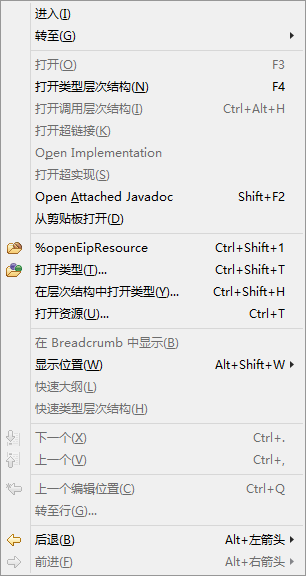 进入(I)
转至(G)
打开(O) F3
打开类型层次结构(N) F4
打开调用层次结构(I) Ctrl+Alt+H
打开超链接(K)
Open Implementation
打开超实现(S)
Open Attached Javadoc Shift+F2
从剪贴板打开(D)
%openEipResource Ctrl+Shift+1
打开类型(T)... Ctrl+Shift+T
在层次结构中打开类型(Y)... Ctrl+Shift+H
打开资源(U)... Ctrl+T
在 Breadcrumb 中显示(B)
显示位置(W) Alt+Shift+W
快速大纲(L)
快速类型层次结构(H)
下一个(X) Ctrl+.
上一个(V) Ctrl+,
上一个编辑位置(C) Ctrl+Q
转至行(G)...
后退(B) Alt+左箭头
前进(F) Alt+右箭头